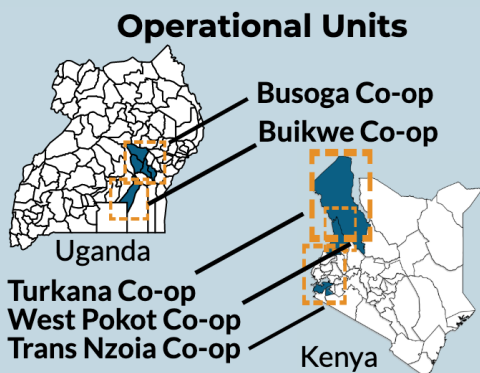 Operational Units
Busoga Co-op
Buikwe Co-op
Uganda
Turkana Co-op
West Pokot Co-op
Trans Nzoia Co-op
Kenya